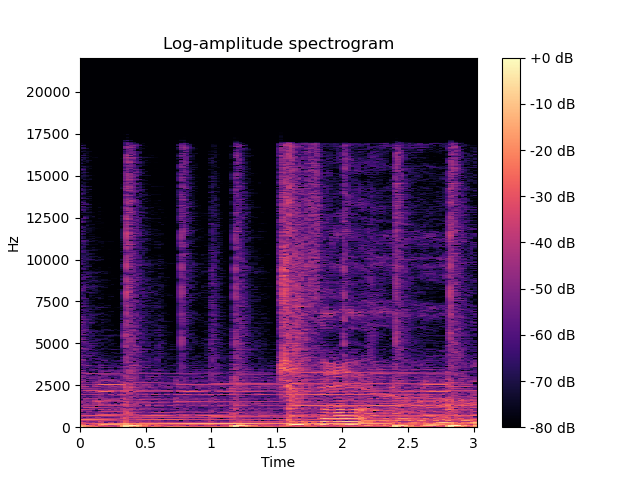 Log-amplitude spectrogram
Hz
20000
17500
15000
12500
10000
7500
5000
2500
0
0
0.5
1
1.5
2
2.5
3
Time
+0 dB
-10 dB
-20 dB
-30 dB
-40 dB
-50 dB
-60 dB
-70 dB
-80 dB